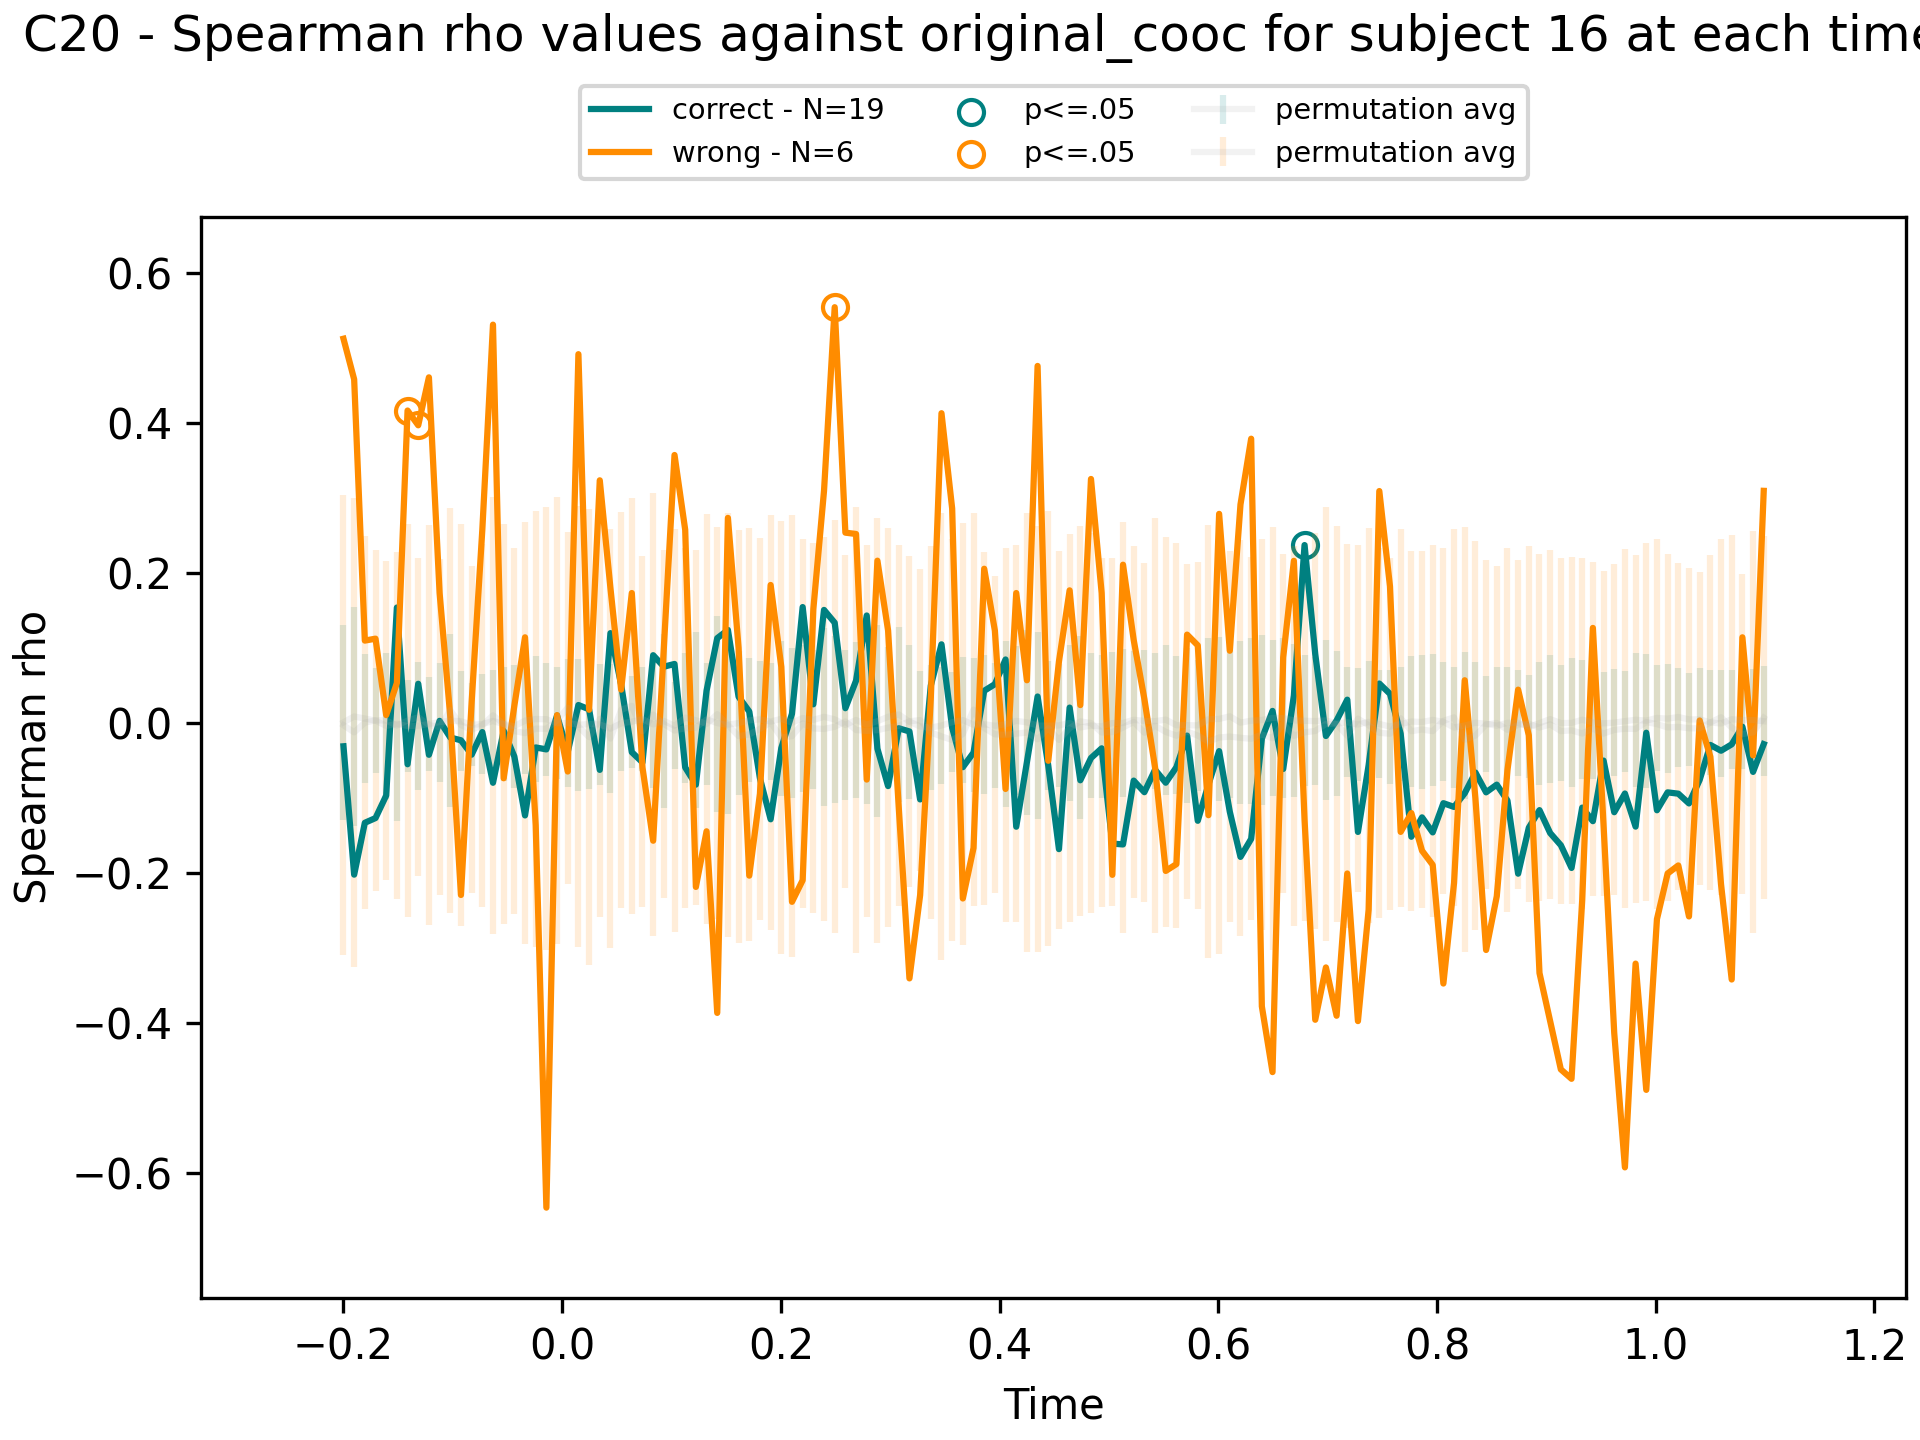 C20 - Spearman rho values against original_cooc for subject 16 at each time
correct - N=19 p<=.05 permutation avg
wrong - N=6 p<=.05 permutation avg
0.6
0.4
0.2
0.0
−0.2
−0.4
−0.6
Spearman rho
−0.2 0.0 0.2 0.4 0.6 0.8 1.0 1.2
Time